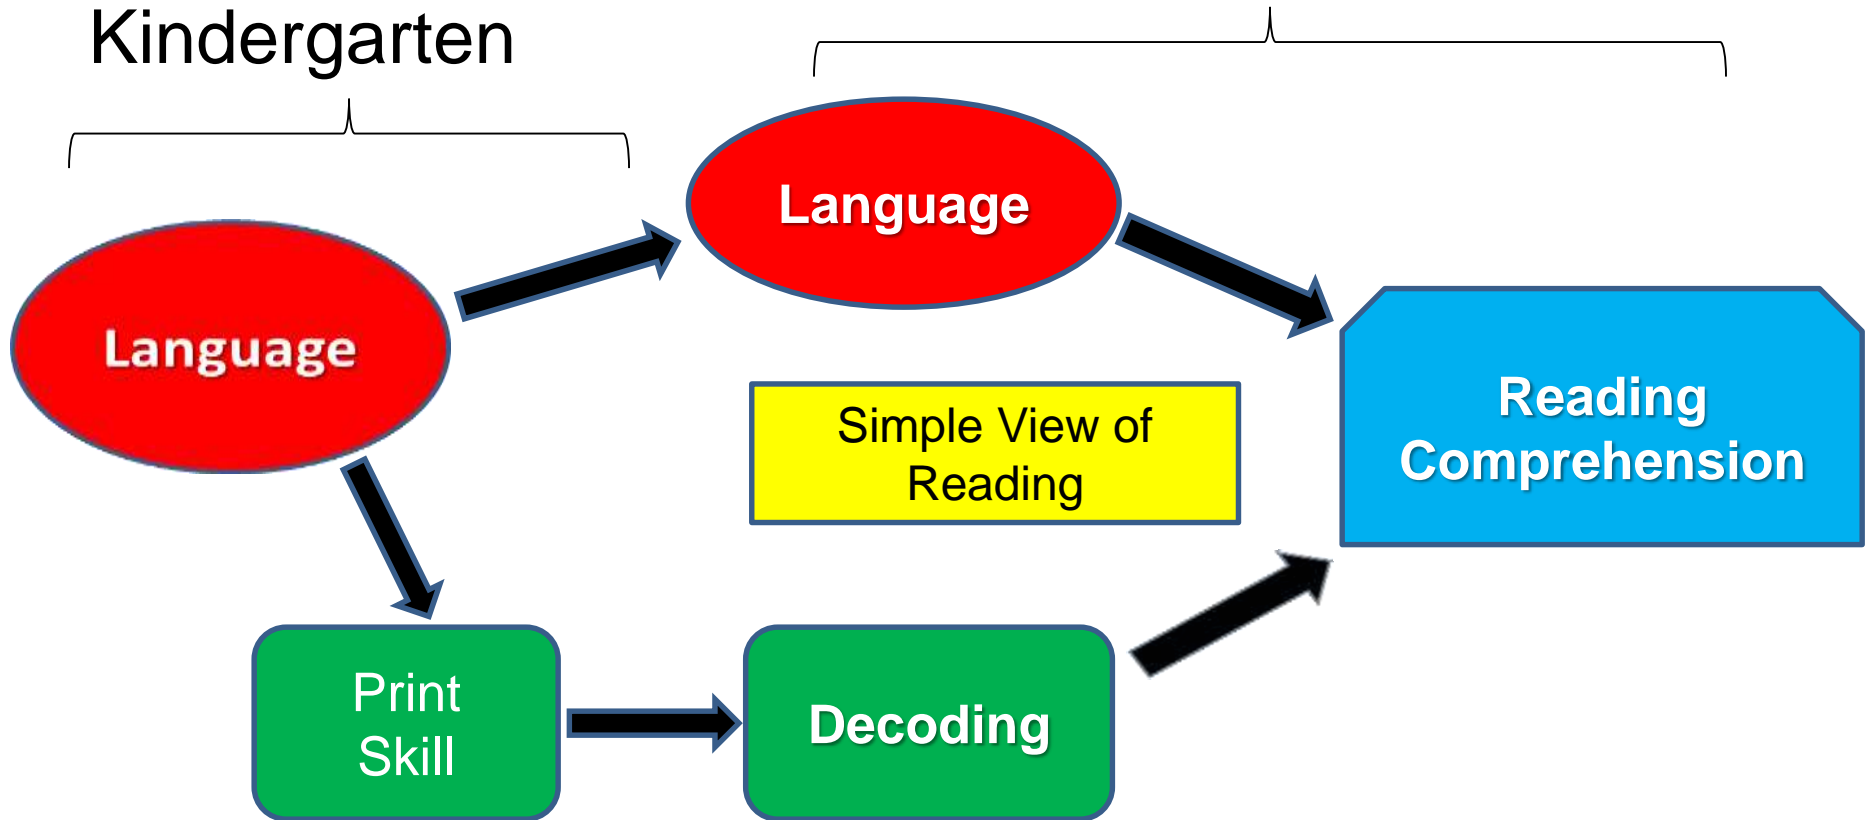 Kindergarten
Language
Language
Simple View of
Reading
Reading
Comprehension
Print
Skill
Decoding